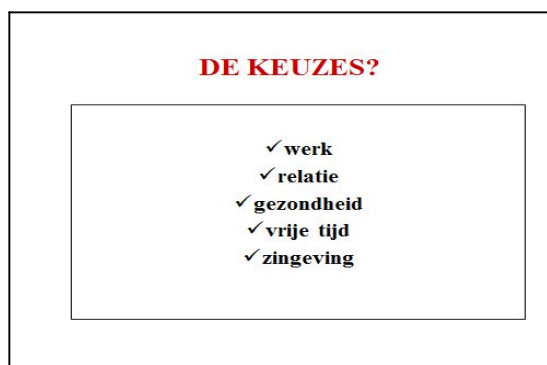 DE KEUZES?
✓werk
✓relatie
✓gezondheid
✓vrije tijd
✓zingeving